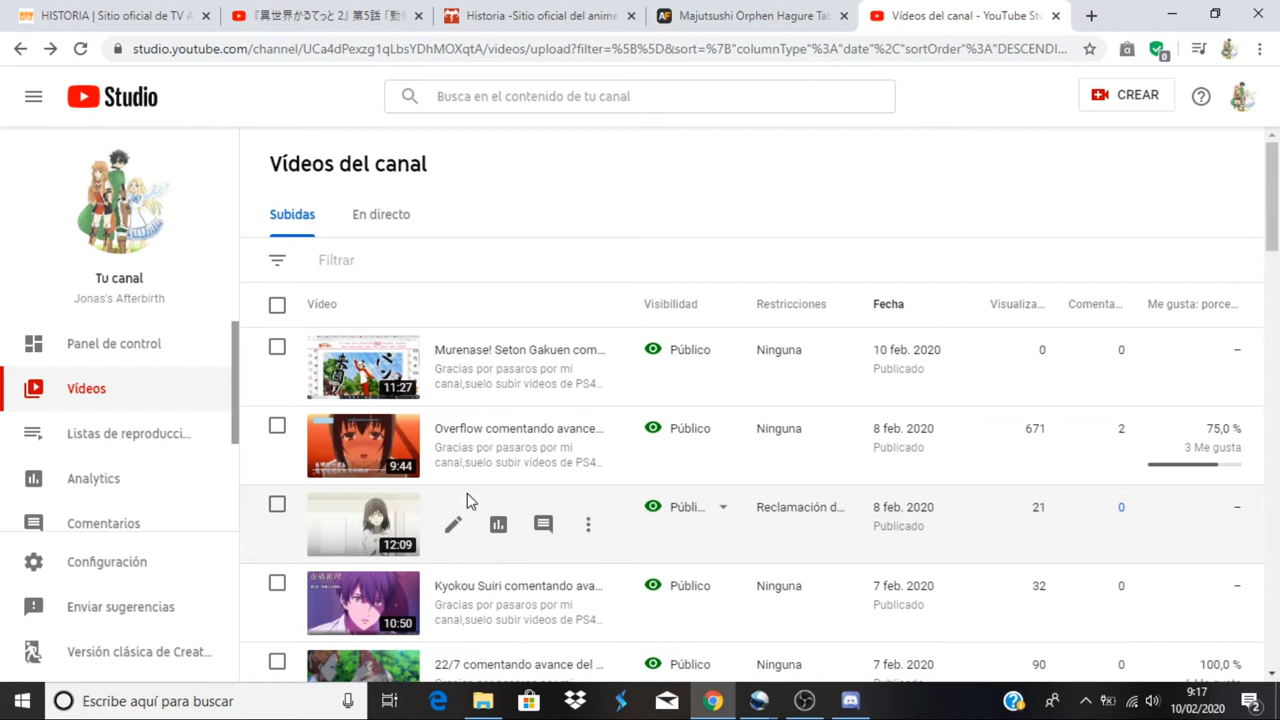 HISTORIA | Sitio oficial de TV A
『異世界かるてっと 2』第5話「動
Historia -Sitio oficial del anime
Majutsushi Orphen Hagure Tab
Vídeos del canal - YouTube Stu
studio.youtube.com/channel/UCa4dPexzg1qLbsYDhMOXqtA/videos/upload?filter=%5B%5D&sort=%7B"columnType"%3A"date"%2C"sortOrder"%3A"DESCENDI...
Studio
Busca en el contenido de tu canal
CREAR
Vídeos del canal
Subidas En directo
Filtrar
Tu canal
Jonas's Afterbirth
Panel de control
Vídeos
Listas de reproducci...
Analytics
Comentarios
Configuración
Enviar sugerencias
Versión clásica de Creat...
Vídeo Visibilidad Restricciones Fecha Visualiza... Comenta... Me gusta: porce...
11:27
Murenase! Seton Gakuen com... Público Ninguna 10 feb. 2020 0 0 –
Gracias por pasaros por mi Publicado
canal,suelo subir videos de PS4...
9:44
Overflow comentando avance... Público Ninguna 8 feb. 2020 671 2 75,0 %
Gracias por pasaros por mi Publicado 3 Me gusta
canal,suelo subir videos de PS4...
12:09
Públi... Reclamación d... 8 feb. 2020 21 0 –
Publicado
10:50
Kyokou Suiri comentando ava... Público Ninguna 7 feb. 2020 32 0 –
Gracias por pasaros por mi Publicado
canal,suelo subir videos de PS4...
22/7 comentando avance del ... Público Ninguna 7 feb. 2020 90 0 100,0 %
Escribe aquí para buscar
9:17
10/02/2020
2